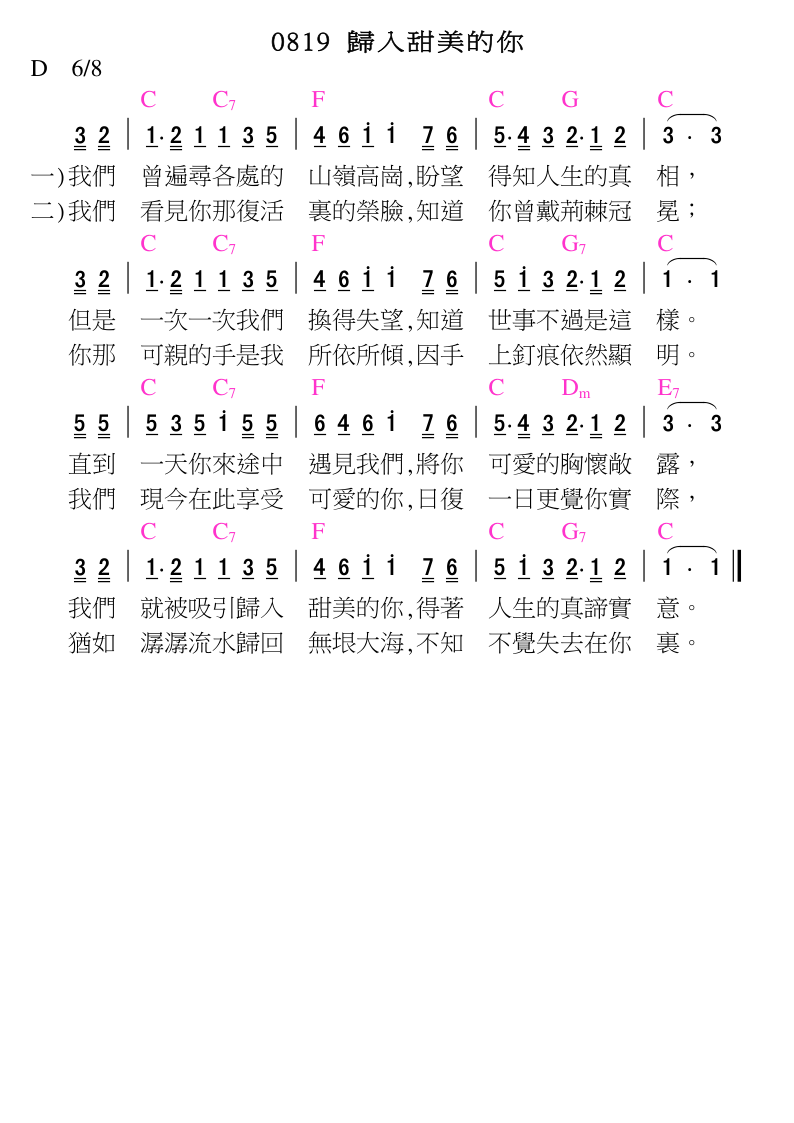 0819 歸入甜美的你
D 6/8
C C7 F C G C
3 2 | 1· 2 1 1 3 5 | 4 6 i i 7 6 | 5· 4 3 2· 1 2 | 3 · 3
一)我們 曾遍尋各處的 山嶺高崗,盼望 得知人生的真 相，
二)我們 看見你那復活 裏的榮臉,知道 你曾戴荊棘冠 冕；
C C7 F C G7 C
3 2 | 1· 2 1 1 3 5 | 4 6 i i 7 6 | 5 i 3 2· 1 2 | 1 · 1
但是 一次一次我們 換得失望,知道 世事不過是這 樣。
你那 可親的手是我 所依所傾,因手 上釘痕依然顯 明。
C C7 F C Dm E7
5 5 | 5 3 5 i 5 5 | 6 4 6 i 7 6 | 5· 4 3 2· 1 2 | 3 · 3
直到 一天你來途中 遇見我們,將你 可愛的胸懷敞 露，
我們 現今在此享受 可愛的你,日復 一日更覺你實 際，
C C7 F C G7 C
3 2 | 1· 2 1 1 3 5 | 4 6 i i 7 6 | 5 i 3 2· 1 2 | 1 · 1 ‖
我們 就被吸引歸入 甜美的你,得著 人生的真諦實 意。
猶如 潺潺流水歸回 無垠大海,不知 不覺失去在你 裏。